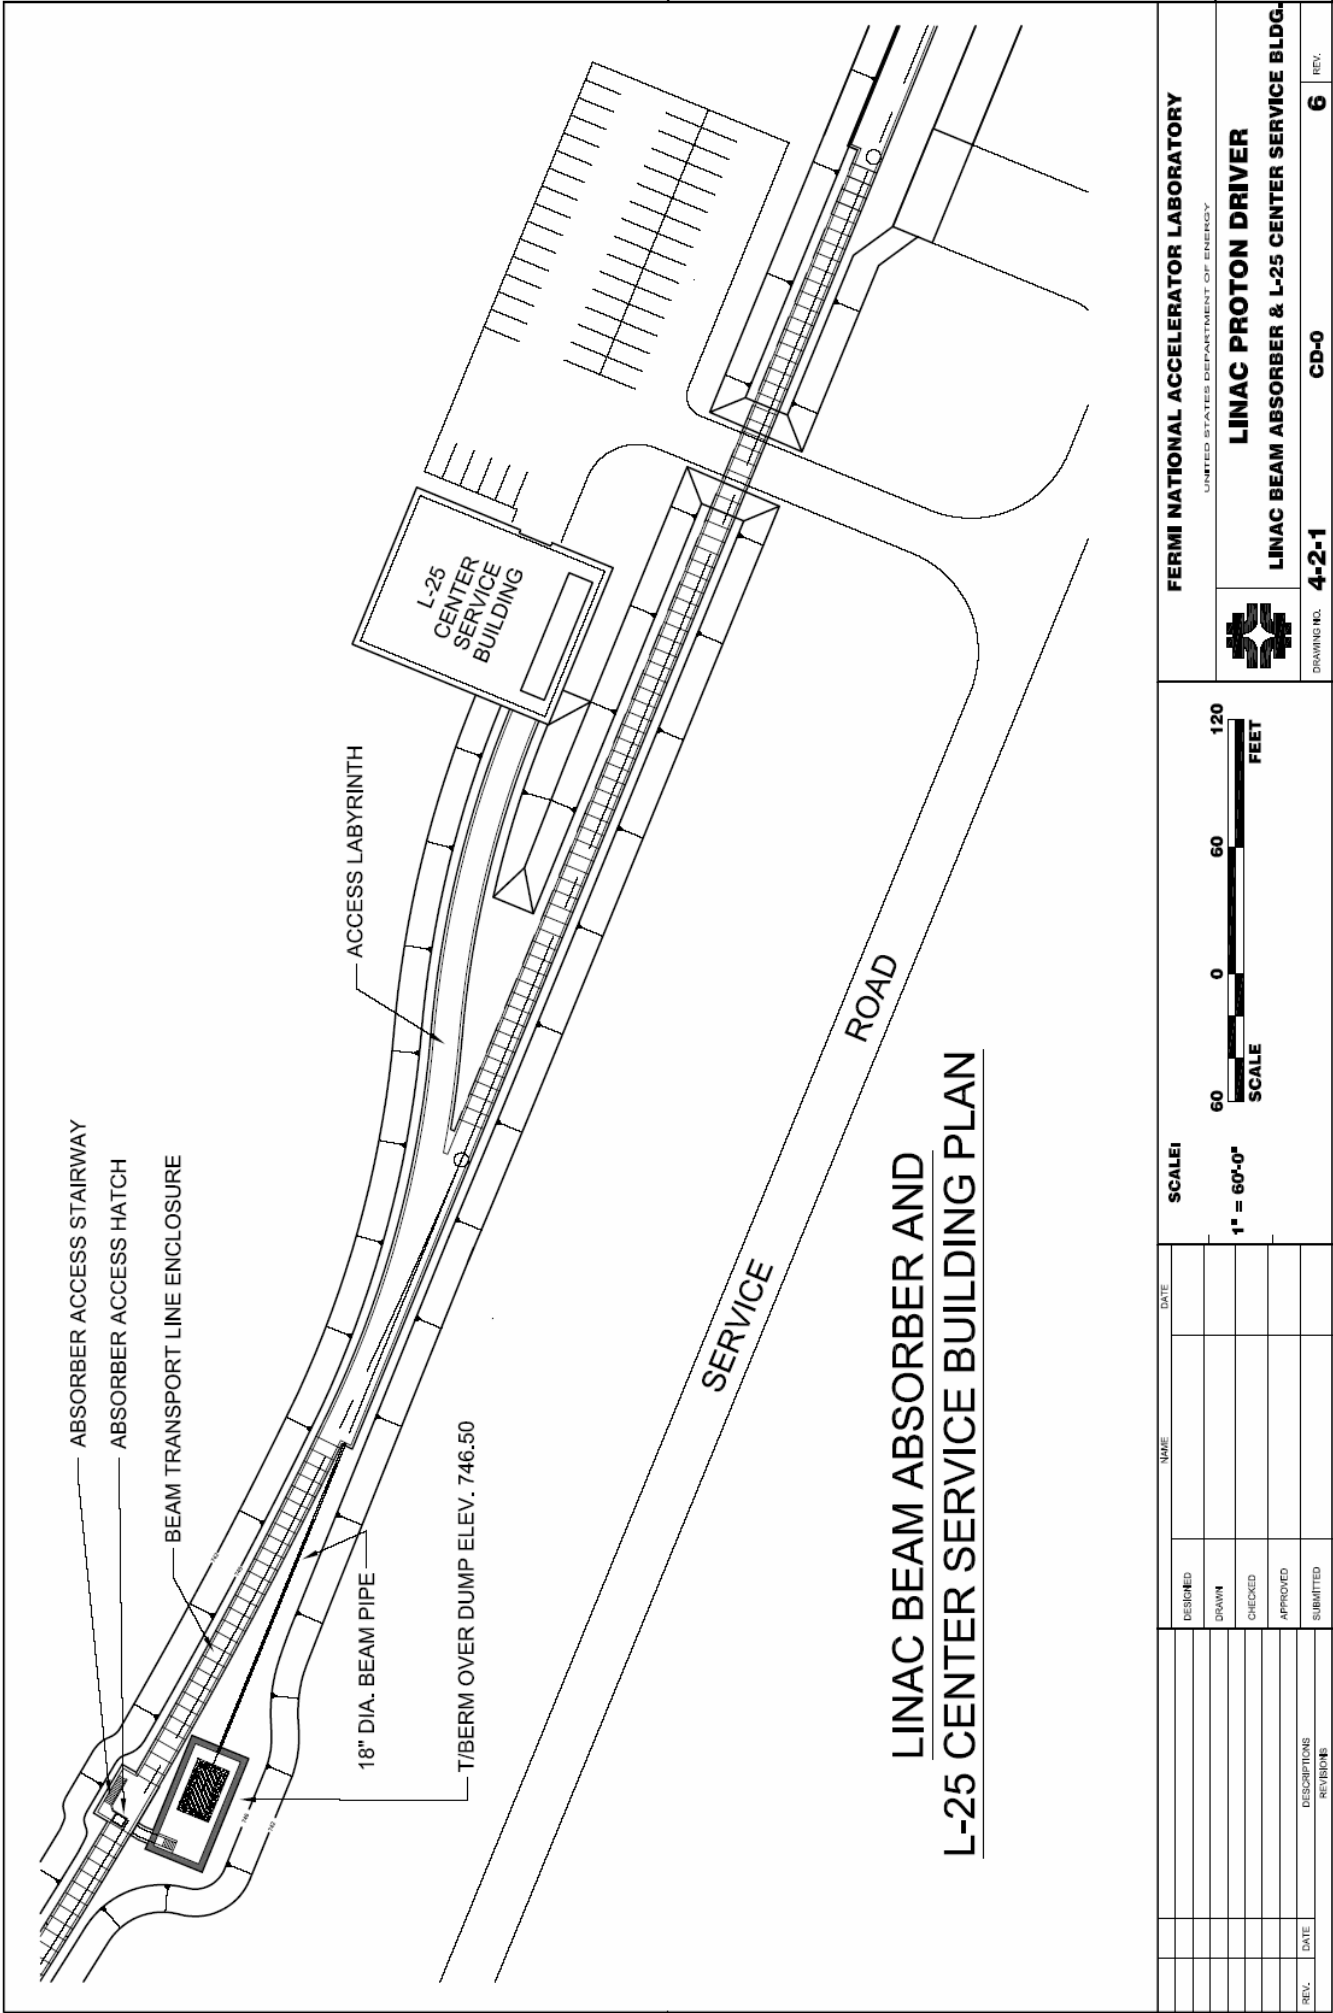 ABSORBER ACCESS STAIRWAY
ABSORBER ACCESS HATCH
BEAM TRANSPORT LINE ENCLOSURE
ACCESS LABYRINTH
L-25
CENTER
SERVICE
BUILDING
18" DIA. BEAM PIPE
T/BERM OVER DUMP ELEV. 746.50
746
742
SERVICE ROAD
LINAC BEAM ABSORBER AND
L-25 CENTER SERVICE BUILDING PLAN
REV.
DATE
DESCRIPTIONS
REVISIONS
NAME
DATE
DESIGNED
DRAWN
CHECKED
APPROVED
SUBMITTED
SCALE:
1" = 60'-0"
60
0
60
120
SCALE
FEET
FERMI NATIONAL ACCELERATOR LABORATORY
UNITED STATES DEPARTMENT OF ENERGY
LINAC PROTON DRIVER
LINAC BEAM ABSORBER & L-25 CENTER SERVICE BLDG.
DRAWING NO.
4-2-1
CD-0
6
REV.